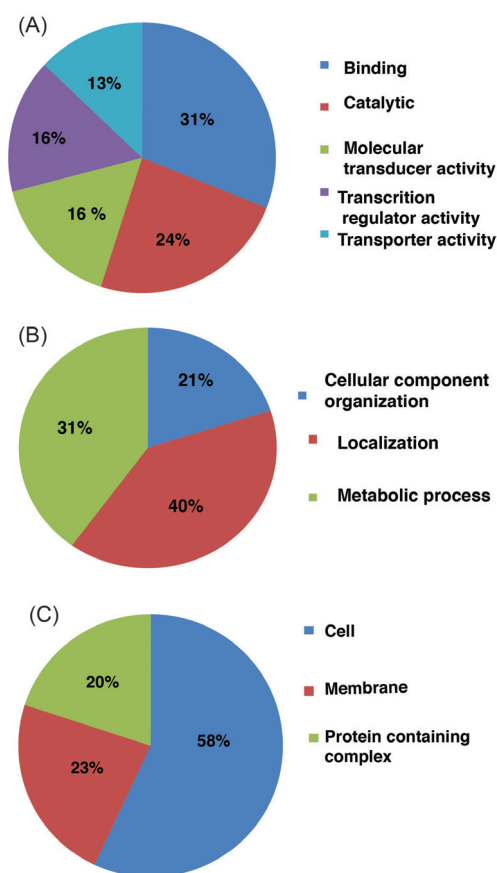 (A)
13%
31%
16%
16 %
24%
Binding
Catalytic
Molecular
transducer activity
Transcrition
regulator activity
Transporter activity
(B)
21%
31%
40%
Cellular component
organization
Localization
Metabolic process
(C)
20%
58%
23%
Cell
Membrane
Protein containing
complex